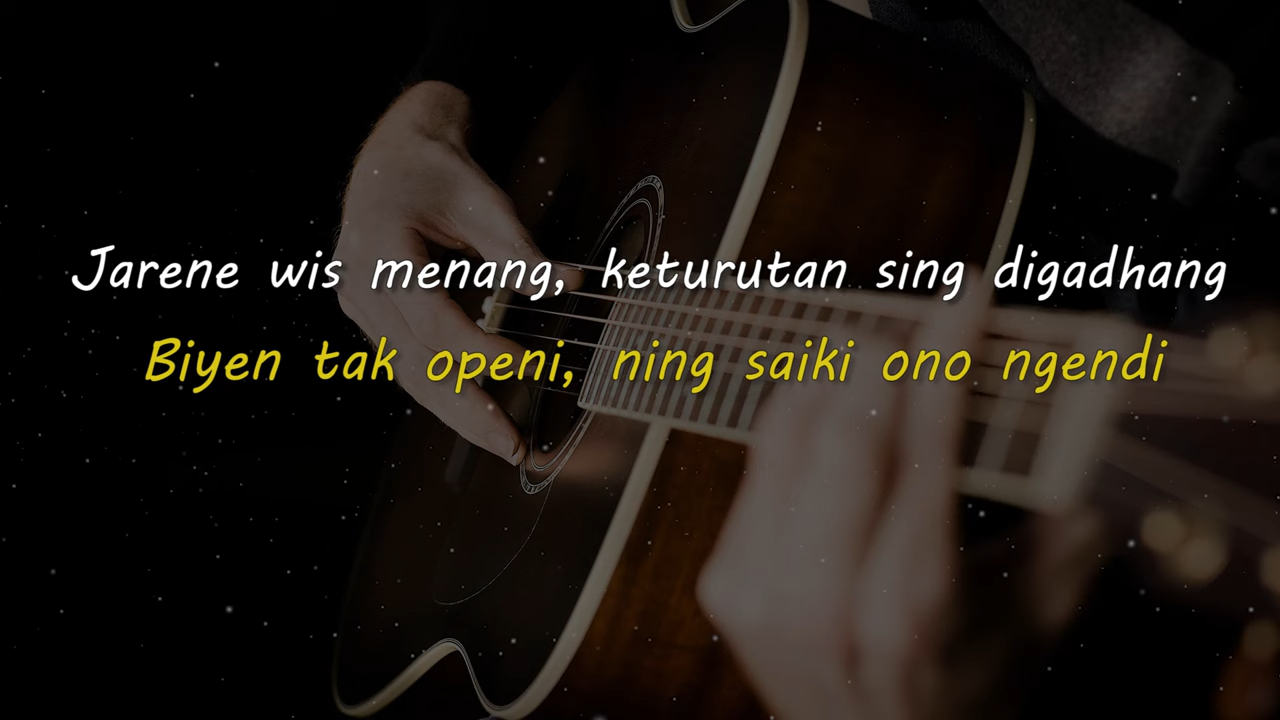 Jarene wis menang, keturutan sing digadhang
Biyen tak openi, ning saiki ono ngendi